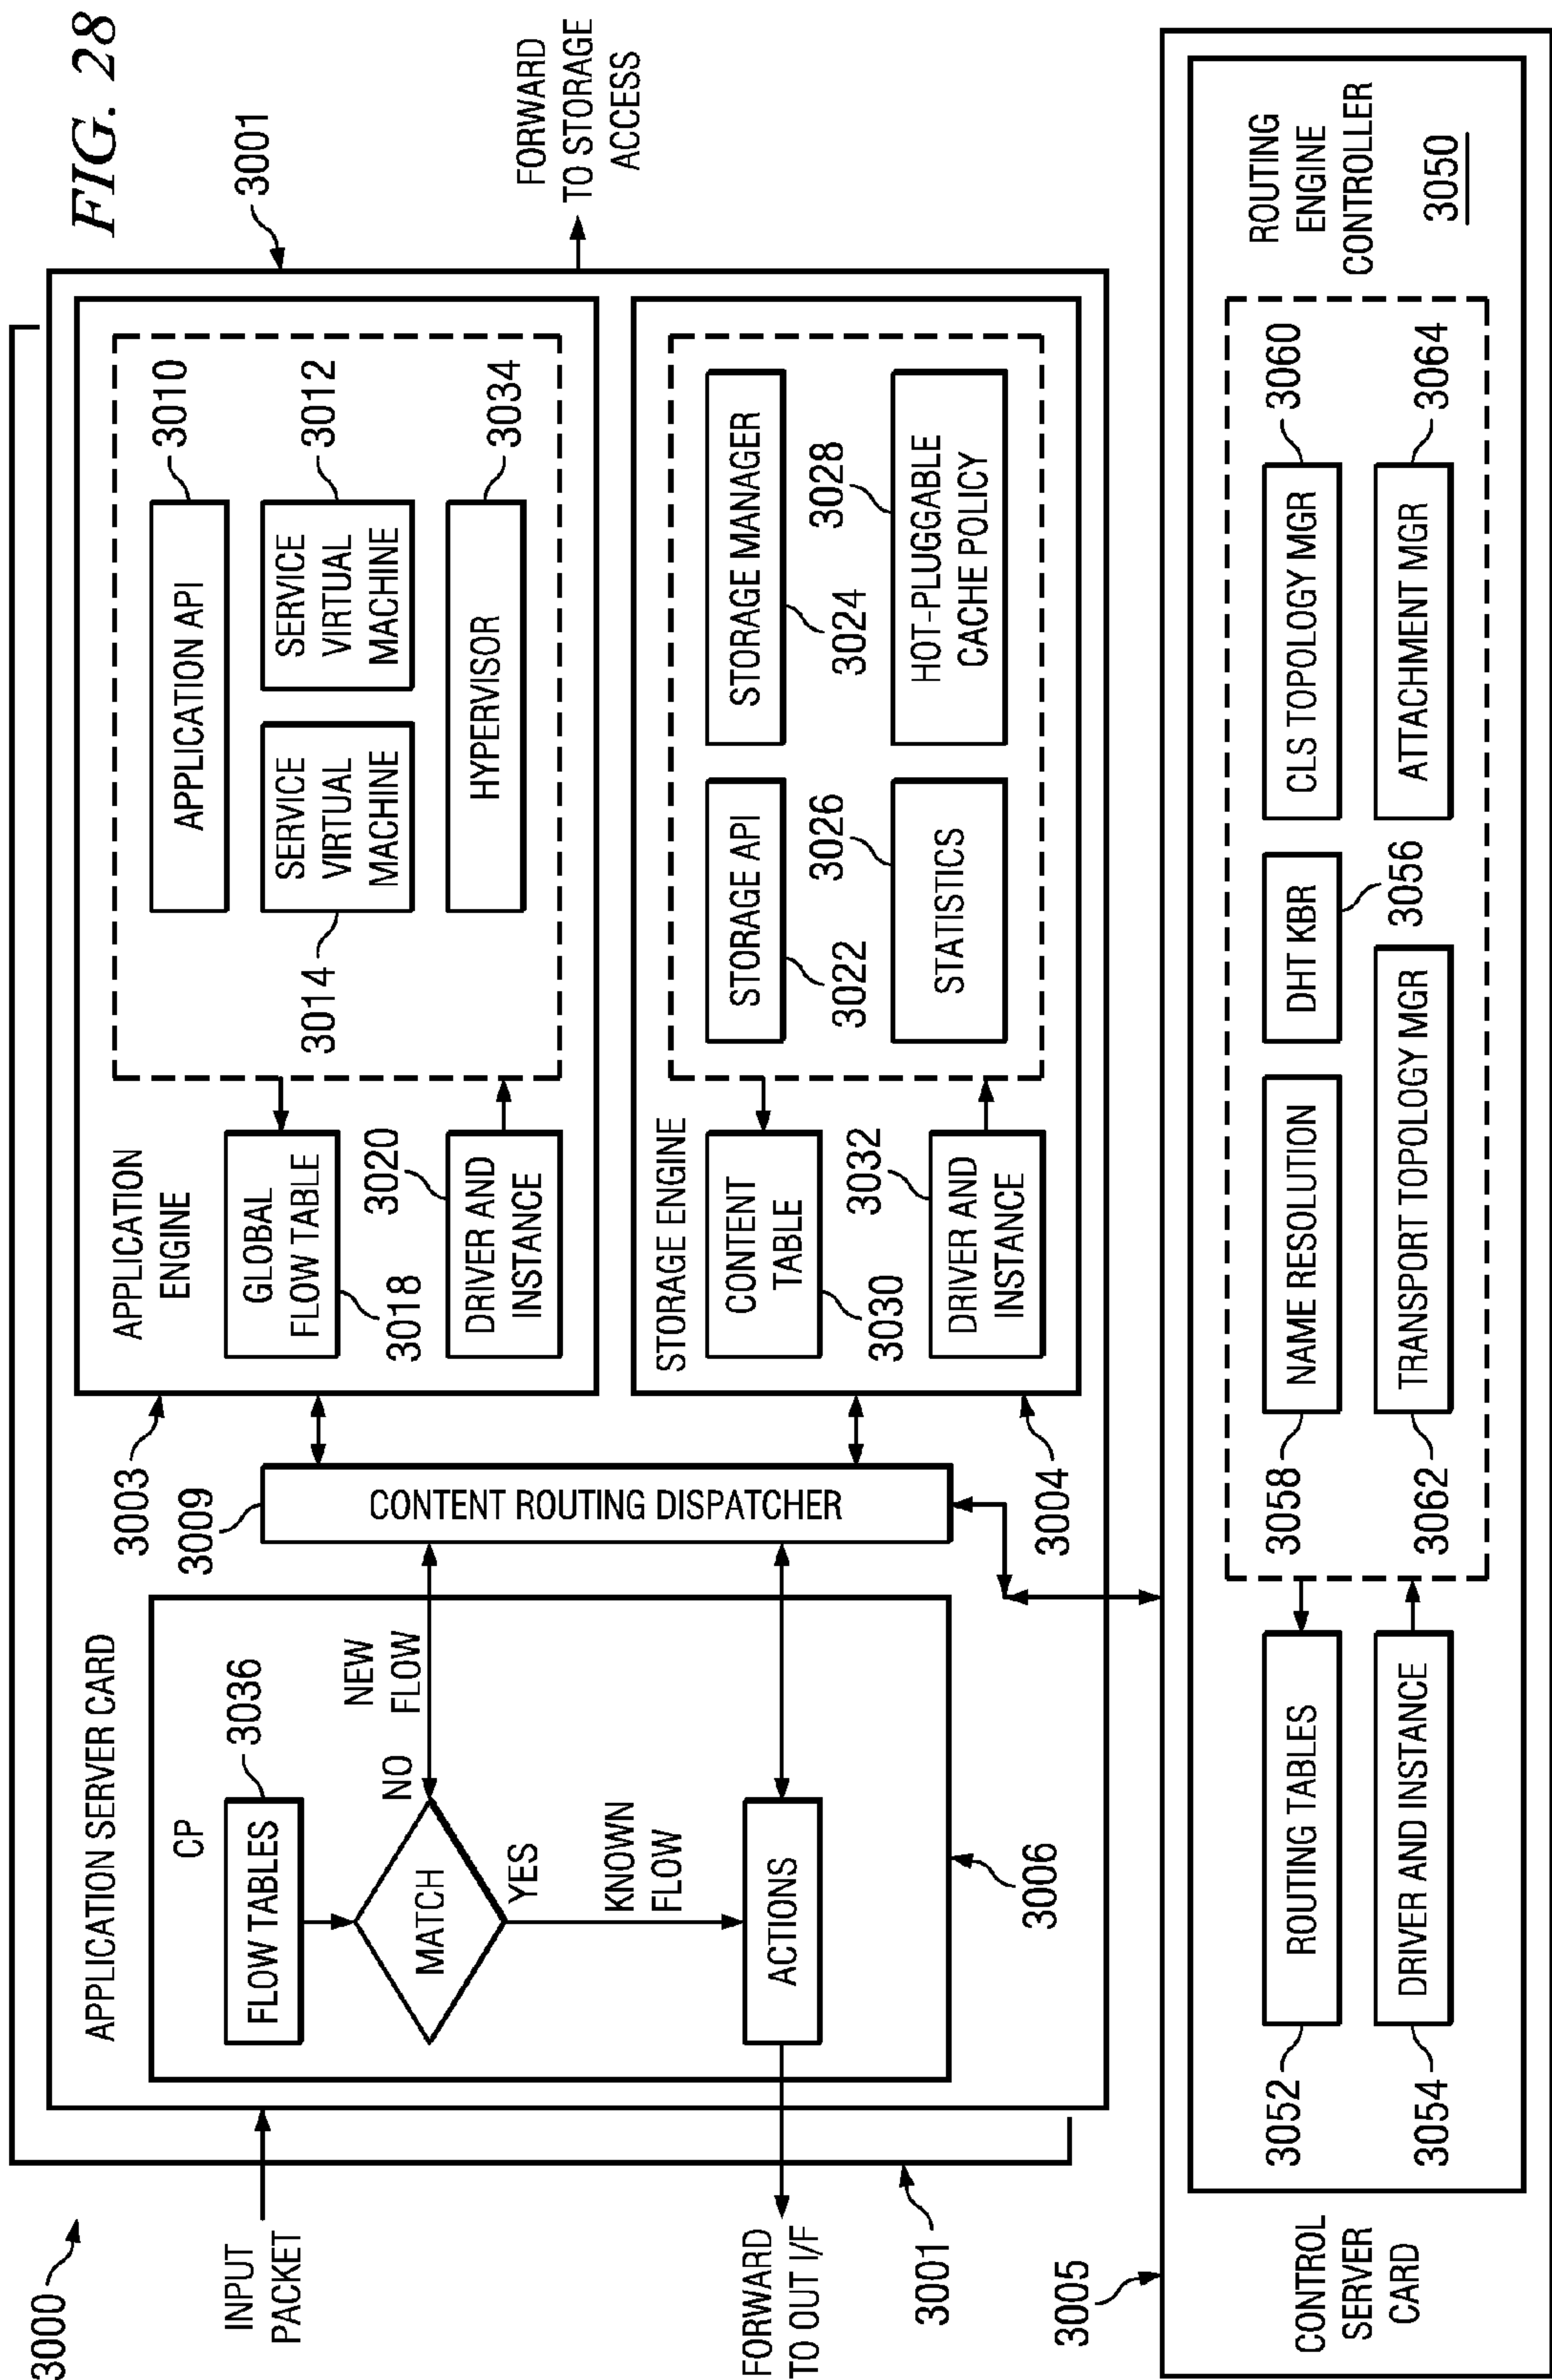 FIG. 28
3000
INPUT
PACKET
FORWARD
TO OUT I/F
3001
APPLICATION SERVER CARD
CP
FLOW TABLES
3036
MATCH
NO
YES
NEW
FLOW
KNOWN
FLOW
ACTIONS
3006
3009
CONTENT ROUTING DISPATCHER
3003
APPLICATION
ENGINE
GLOBAL
FLOW TABLE
3018
3020
DRIVER AND
INSTANCE
APPLICATION API
3010
SERVICE
VIRTUAL
MACHINE
3014
SERVICE
VIRTUAL
MACHINE
3012
HYPERVISOR
3034
3001
FORWARD
TO STORAGE
ACCESS
3004
STORAGE ENGINE
CONTENT
TABLE
3030
3032
DRIVER AND
INSTANCE
STORAGE API
3022
STORAGE MANAGER
3024
3026
STATISTICS
3028
HOT-PLUGGABLE
CACHE POLICY
3005
CONTROL
SERVER
CARD
3052
ROUTING TABLES
3054
DRIVER AND INSTANCE
3058
NAME RESOLUTION
DHT KBR
3056
CLS TOPOLOGY MGR
3060
3062
TRANSPORT TOPOLOGY MGR
ATTACHMENT MGR
3064
ROUTING
ENGINE
CONTROLLER
3050